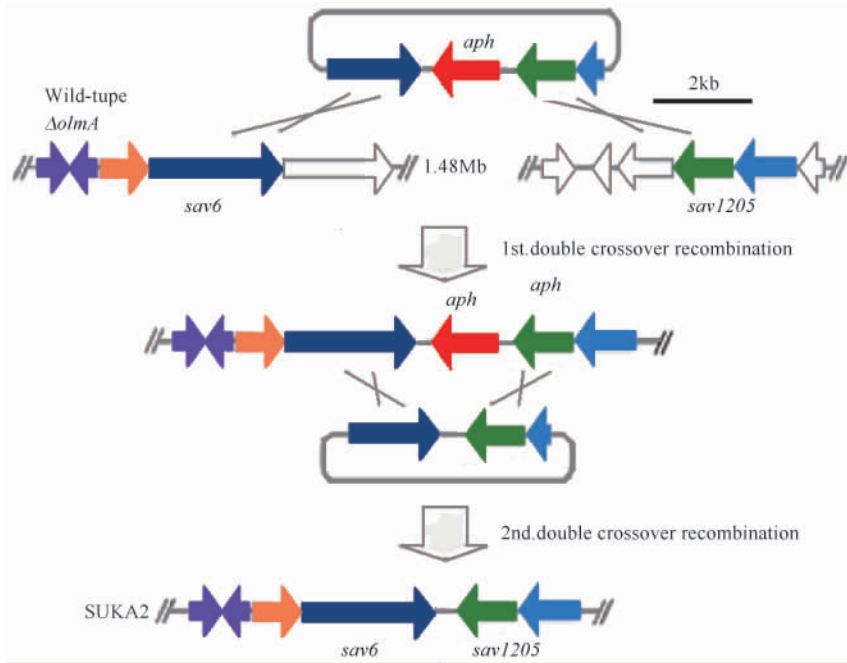 aph
2kb
Wild-tupe
ΔolmA
1.48Mb
sav6
sav1205
1st.double crossover recombination
aph
aph
2nd.double crossover recombination
SUKA2
sav6
sav1205